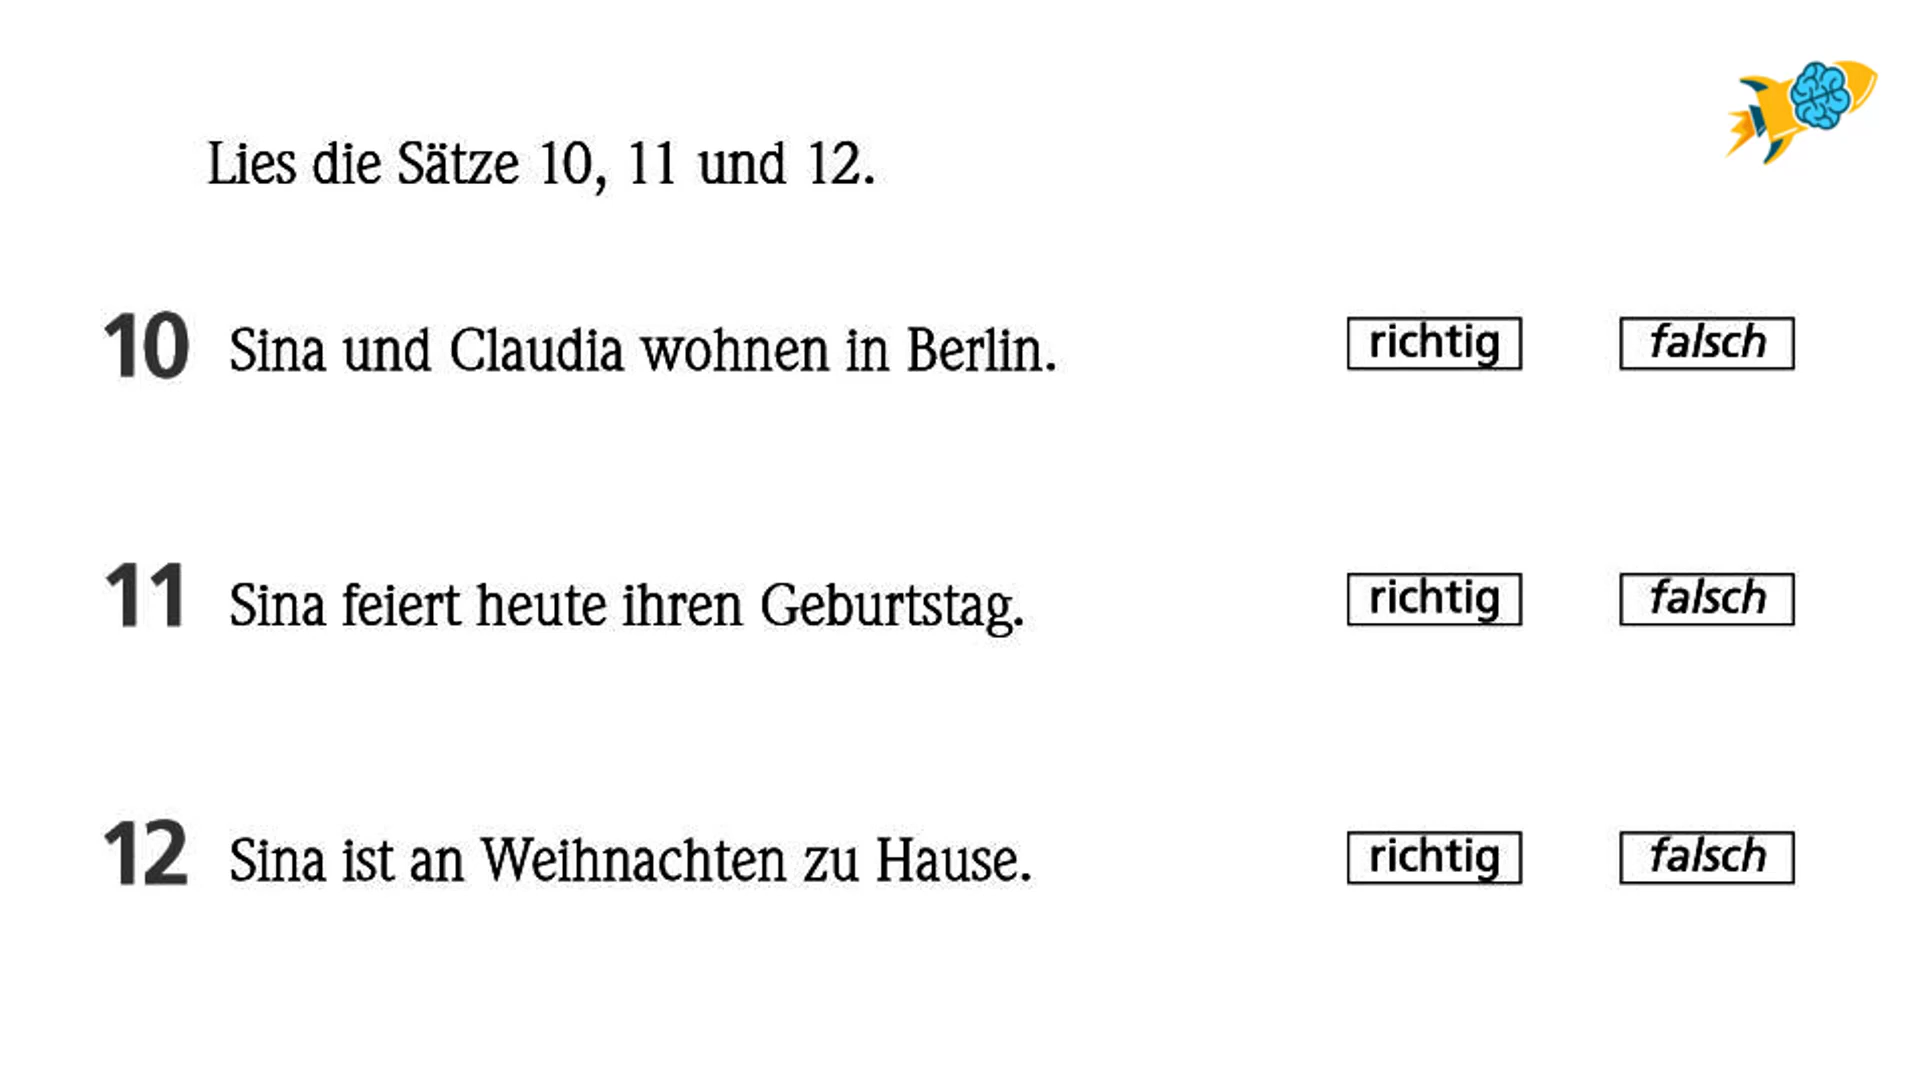 Lies die Sätze 10, 11 und 12.
10 Sina und Claudia wohnen in Berlin. richtig falsch
11 Sina feiert heute ihren Geburtstag. richtig falsch
12 Sina ist an Weihnachten zu Hause. richtig falsch